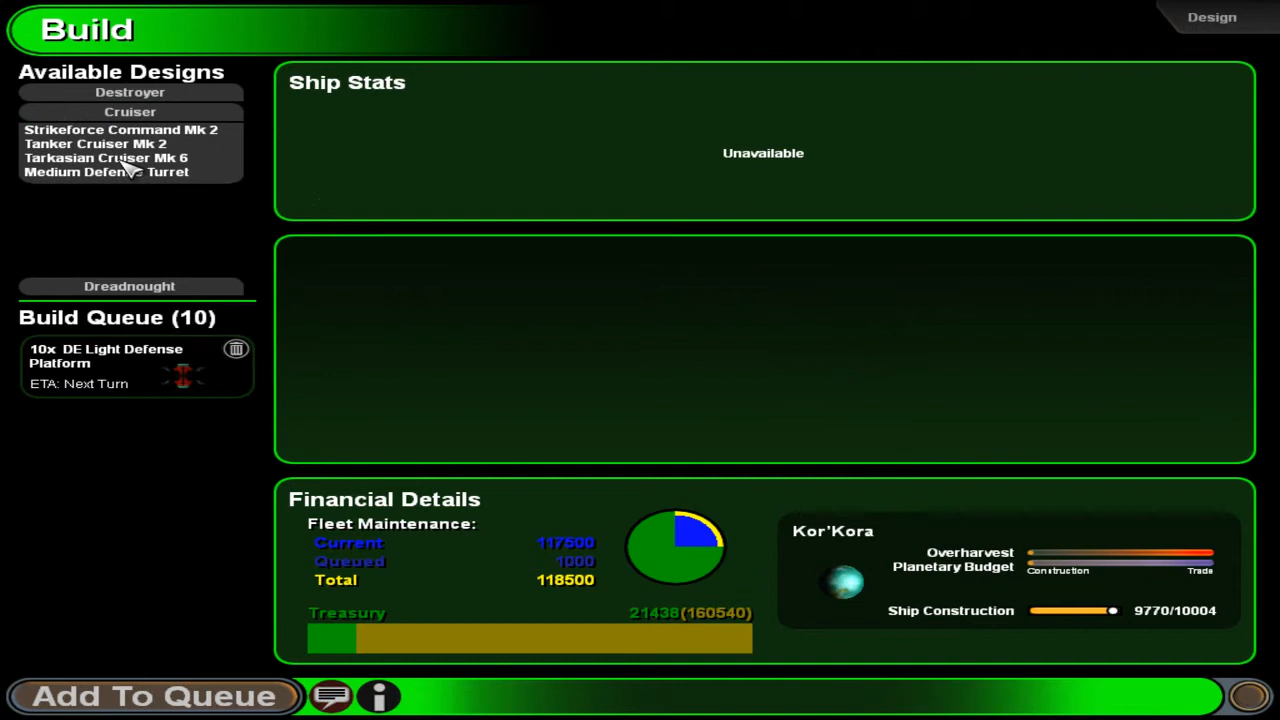 Build
Design
Available Designs
Destroyer
Cruiser
Strikeforce Command Mk 2
Tanker Cruiser Mk 2
Tarkasian Cruiser Mk 6
Medium Defense Turret
Dreadnought
Build Queue (10)
10x DE Light Defense
Platform
ETA: Next Turn
Ship Stats
Unavailable
Financial Details
Fleet Maintenance:
Current 117500
Queued 1000
Total 118500
Treasury 21438(160540)
Kor'Kora
Overharvest
Planetary Budget
Construction Trade
Ship Construction 9770/10004
Add To Queue